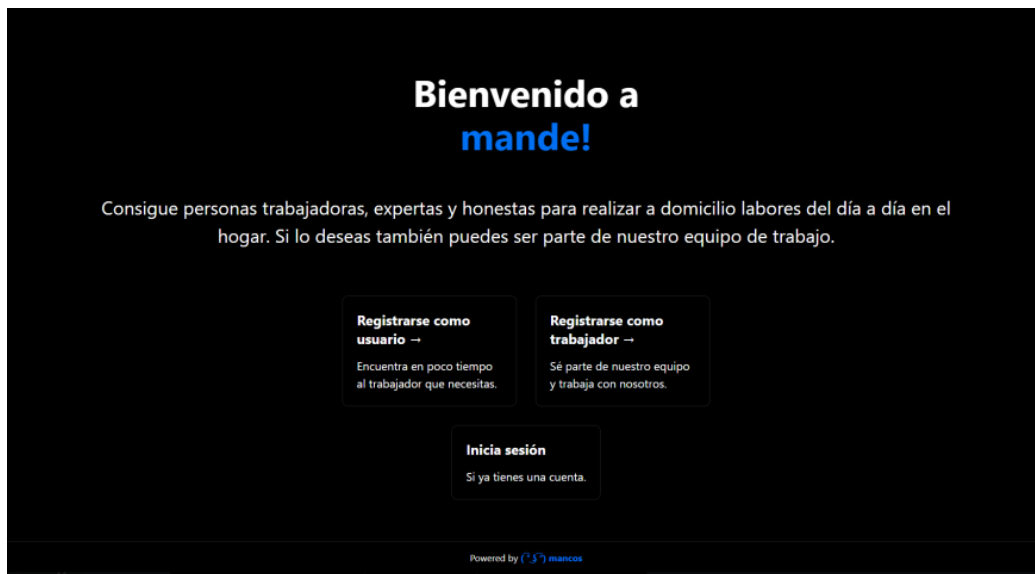 Bienvenido a
mande!
Consigue personas trabajadoras, expertas y honestas para realizar a domicilio labores del día a día en el
hogar. Si lo deseas también puedes ser parte de nuestro equipo de trabajo.
Registrarse como
usuario →
Encuentra en poco tiempo
al trabajador que necesitas.
Registrarse como
trabajador →
Sé parte de nuestro equipo
y trabaja con nosotros.
Inicia sesión
Si ya tienes una cuenta.
Powered by ( ͡° ͜ʖ ͡°) mancos